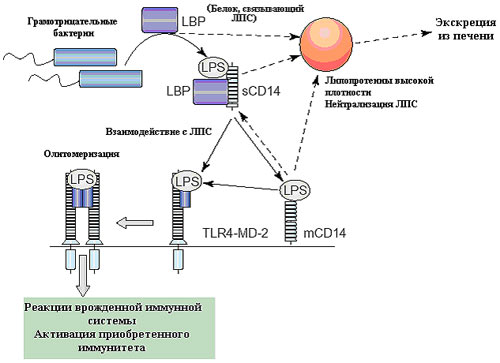 Грамотрицательные
бактерии
LBP
(Белок, связывающий
ЛПС)
Экскреция
из печени
LPS
LBP
sCD14
Липопротеины высокой
плотности
Нейтрализация ЛПС
Взаимодействие с ЛПС
Олитомеризация
LPS
LPS
LPS
TLR4-MD-2
mCD14
Реакции врожденной иммунной
системы
Активация приобретенного
иммунитета